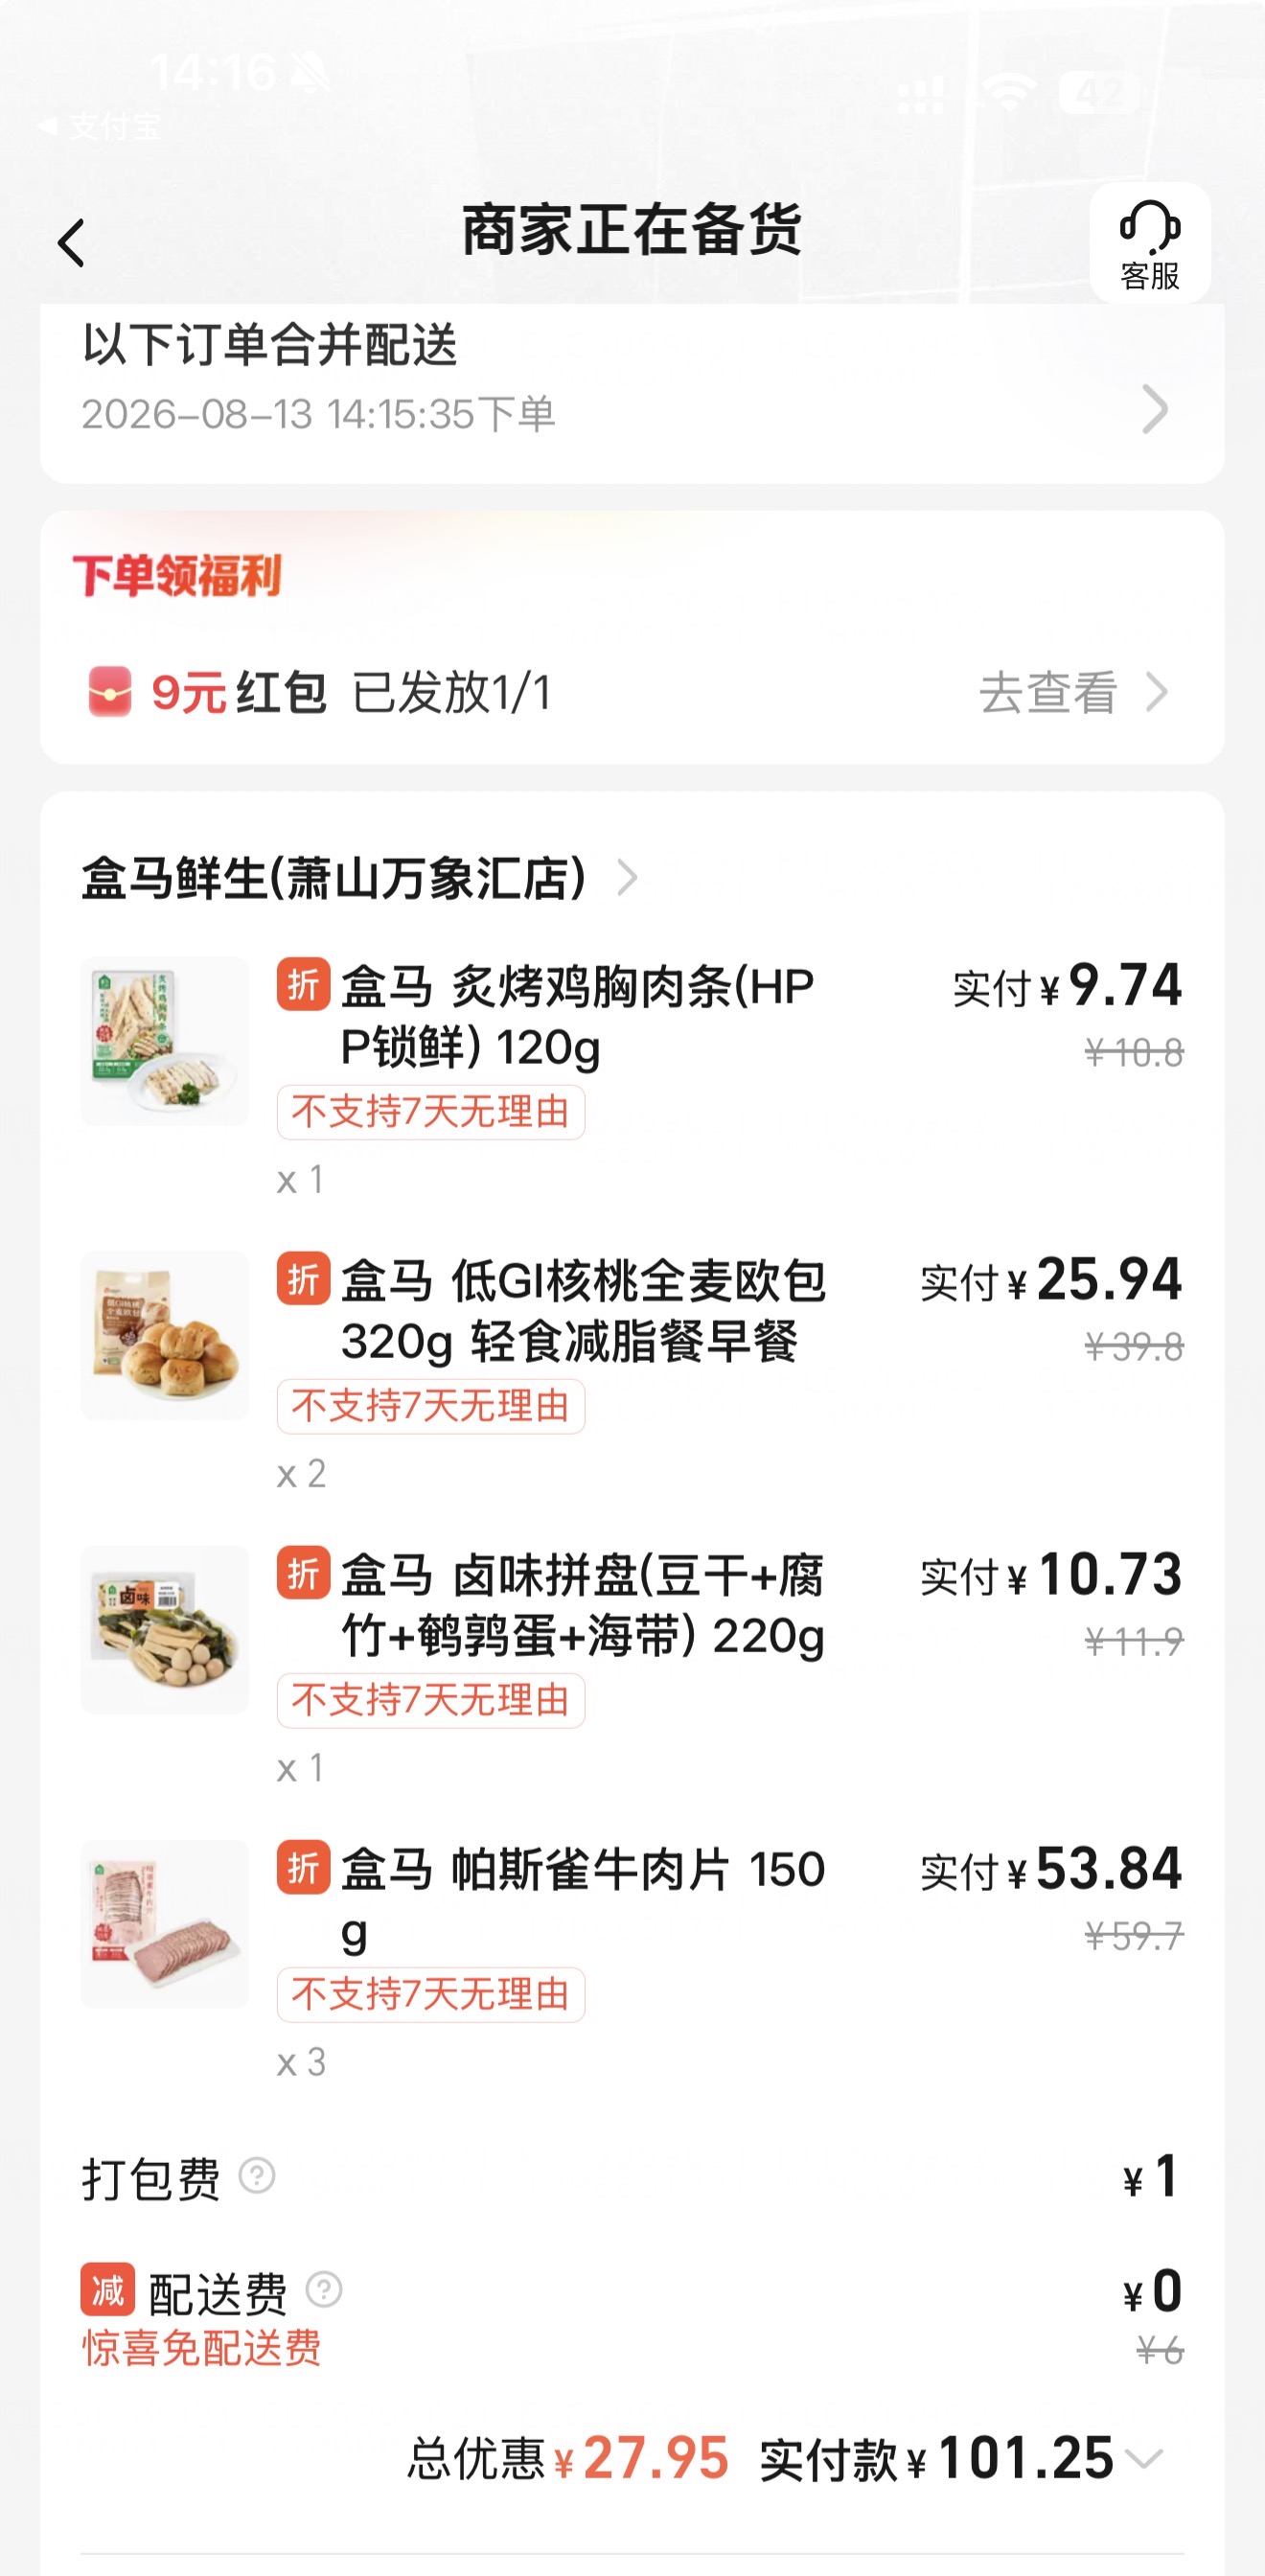 14:16
42
支付宝
商家正在备货
客服
以下订单合并配送
2026-08-13 14:15:35下单
下单领福利
9元红包 已发放1/1 去查看
盒马鲜生(萧山万象汇店)
折 盒马 炙烤鸡胸肉条(HP 实付¥9.74
P锁鲜) 120g ¥10.8
不支持7天无理由
x 1
折 盒马 低GI核桃全麦欧包 实付¥25.94
320g 轻食减脂餐早餐 ¥39.8
不支持7天无理由
x 2
折 盒马 卤味拼盘(豆干+腐 实付¥10.73
竹+鹌鹑蛋+海带) 220g ¥11.9
不支持7天无理由
x 1
折 盒马 帕斯雀牛肉片 150 实付¥53.84
g ¥59.7
不支持7天无理由
x 3
打包费 ¥1
减 配送费 ¥0
惊喜免配送费 ¥6
总优惠¥27.95 实付款¥101.25